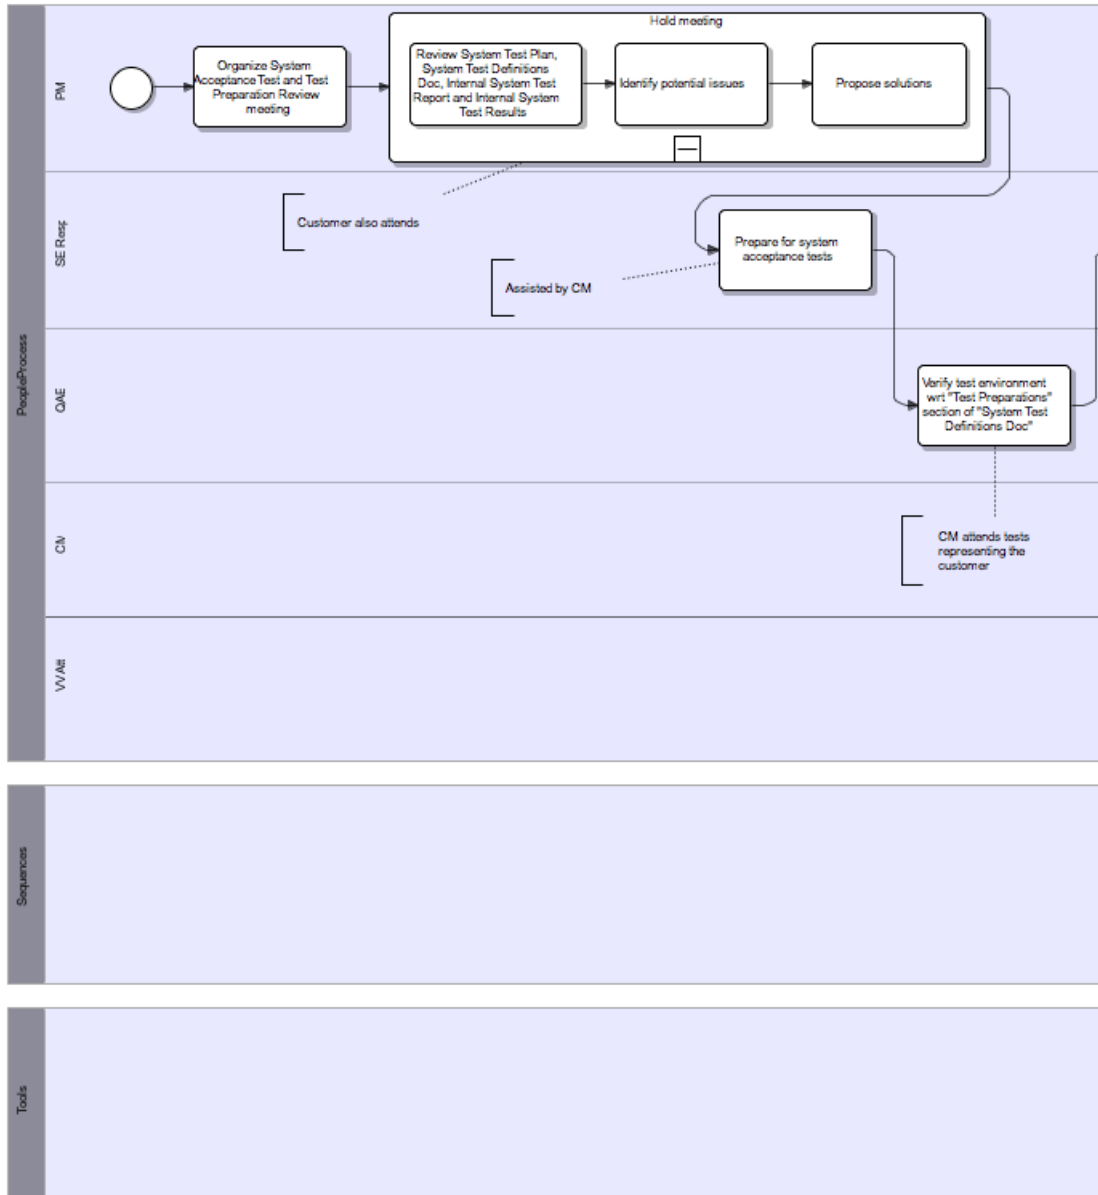 Hold meeting
PM
Organize System
Acceptance Test and Test
Preparation Review
meeting
Review System Test Plan,
System Test Definitions
Doc, Internal System Test
Report and Internal System
Test Results
Identify potential issues
Propose solutions
SE Resp
Customer also attends
Prepare for system
acceptance tests
Assisted by CM
PeopleProcess
QAE
Verify test environment
wrt "Test Preparations"
section of "System Test
Definitions Doc"
CM
CM attends tests
representing the
customer
VV Att
Sequences
Tools